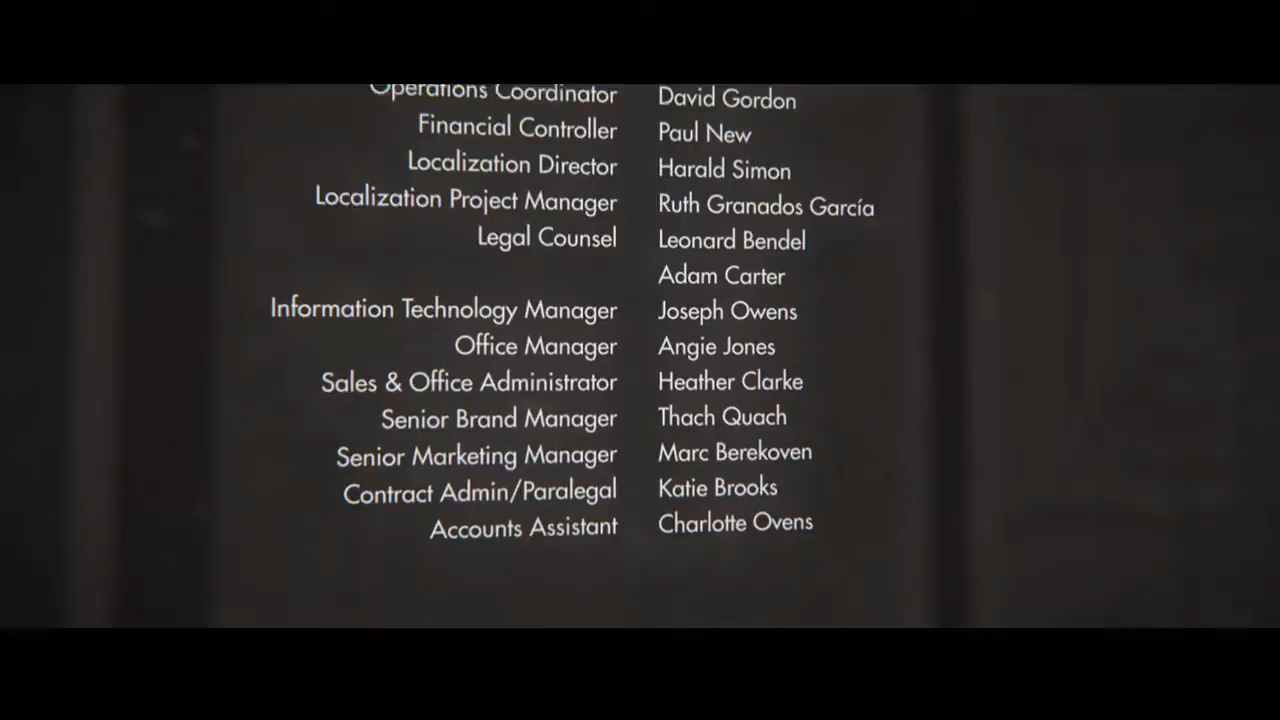 Operations Coordinator David Gordon
Financial Controller Paul New
Localization Director Harald Simon
Localization Project Manager Ruth Granados García
Legal Counsel Leonard Bendel
Adam Carter
Information Technology Manager Joseph Owens
Office Manager Angie Jones
Sales & Office Administrator Heather Clarke
Senior Brand Manager Thach Quach
Senior Marketing Manager Marc Berekoven
Contract Admin/Paralegal Katie Brooks
Accounts Assistant Charlotte Ovens